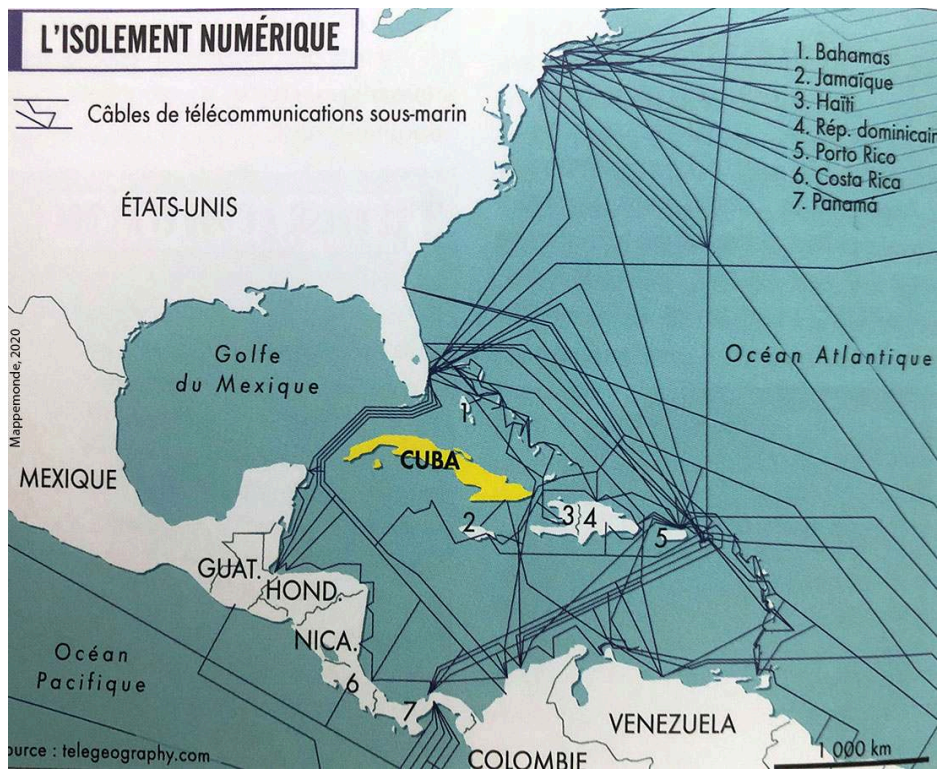 L'ISOLEMENT NUMÉRIQUE
Câbles de télécommunications sous-marin
1. Bahamas
2. Jamaïque
3. Haïti
4. Rép. dominicain
5. Porto Rico
6. Costa Rica
7. Panamá
ÉTATS-UNIS
Golfe
du Mexique
Océan Atlantique
Mappemonde, 2020
1
CUBA
MEXIQUE
2
3
4
5
GUAT.
HOND.
NICA.
Océan
Pacifique
6
7
VENEZUELA
COLOMBIE
ource : telegeography.com
1 000 km